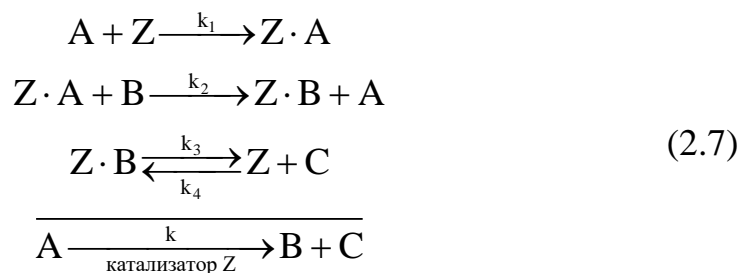 A + Z —k₁→ Z · A
Z · A + B —k₂→ Z · B + A
Z · B ⇄ Z + C (k₃, k₄)
(2.7)
A —k→ B + C
катализатор Z